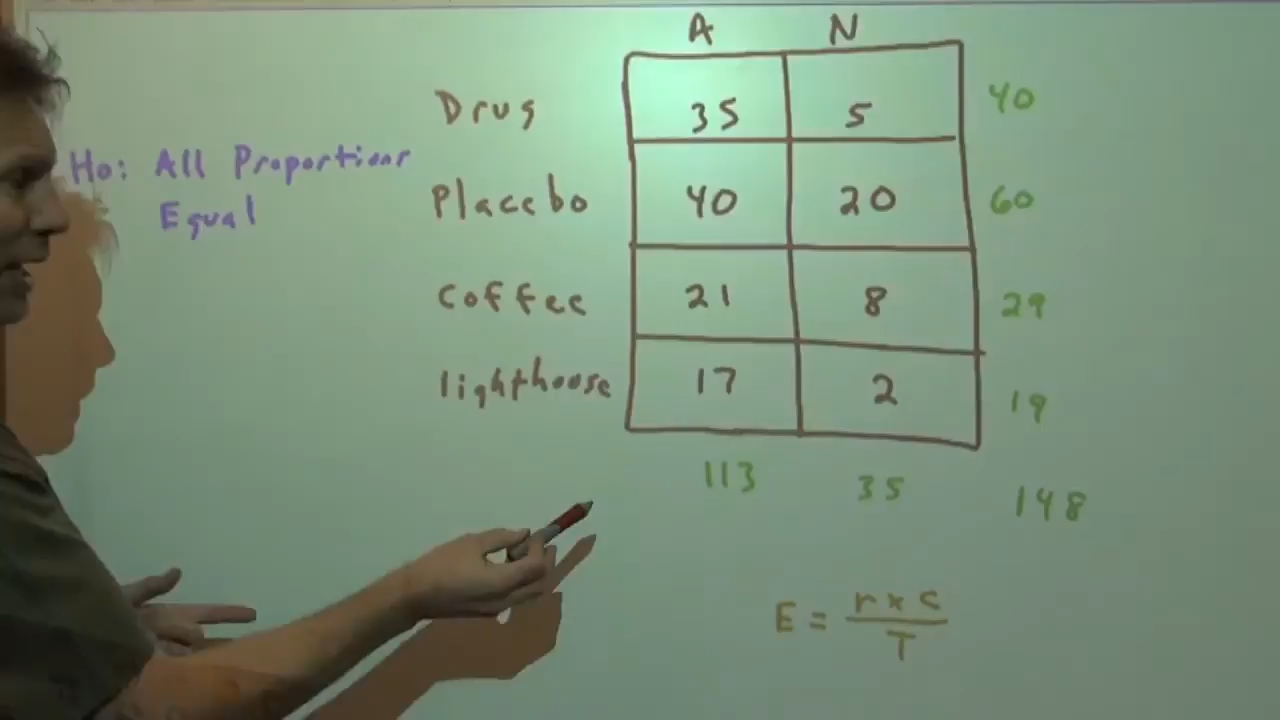 A N
Drug 35 5 40
Ho: All Proportions
Equal
Placebo 40 20 60
Coffee 21 8 29
lighthouse 17 2 19
113 35 148
E = r x c
T